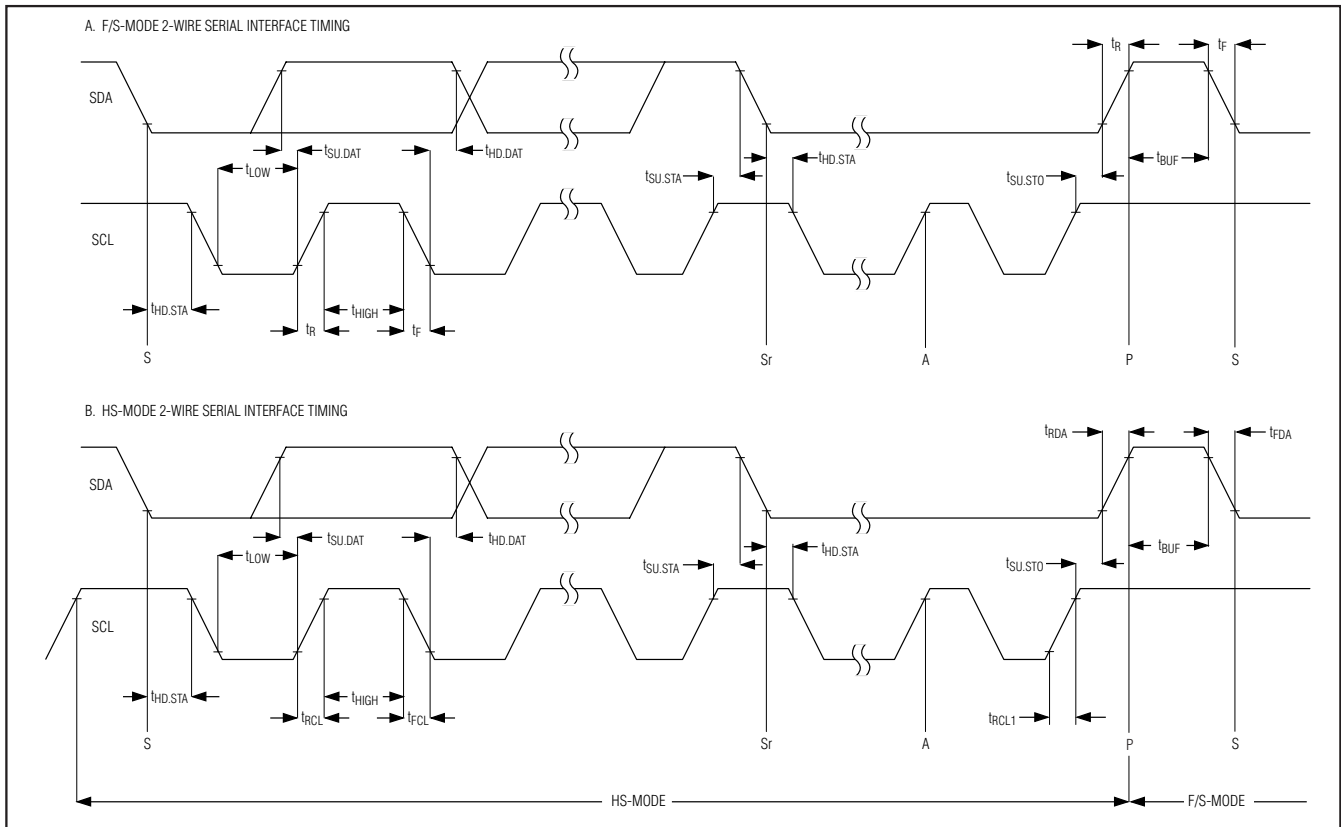 A. F/S-MODE 2-WIRE SERIAL INTERFACE TIMING
tR
tF
SDA
tSU.DAT
tHD.DAT
tLOW
tHD.STA
tBUF
tSU.STA
tSU.STO
SCL
tHD.STA
tHIGH
tR
tF
S
Sr
A
P
S
B. HS-MODE 2-WIRE SERIAL INTERFACE TIMING
tRDA
tFDA
SDA
tSU.DAT
tHD.DAT
tLOW
tHD.STA
tBUF
tSU.STA
tSU.STO
SCL
tHD.STA
tHIGH
tRCL
tFCL
tRCL1
S
Sr
A
P
S
HS-MODE
F/S-MODE